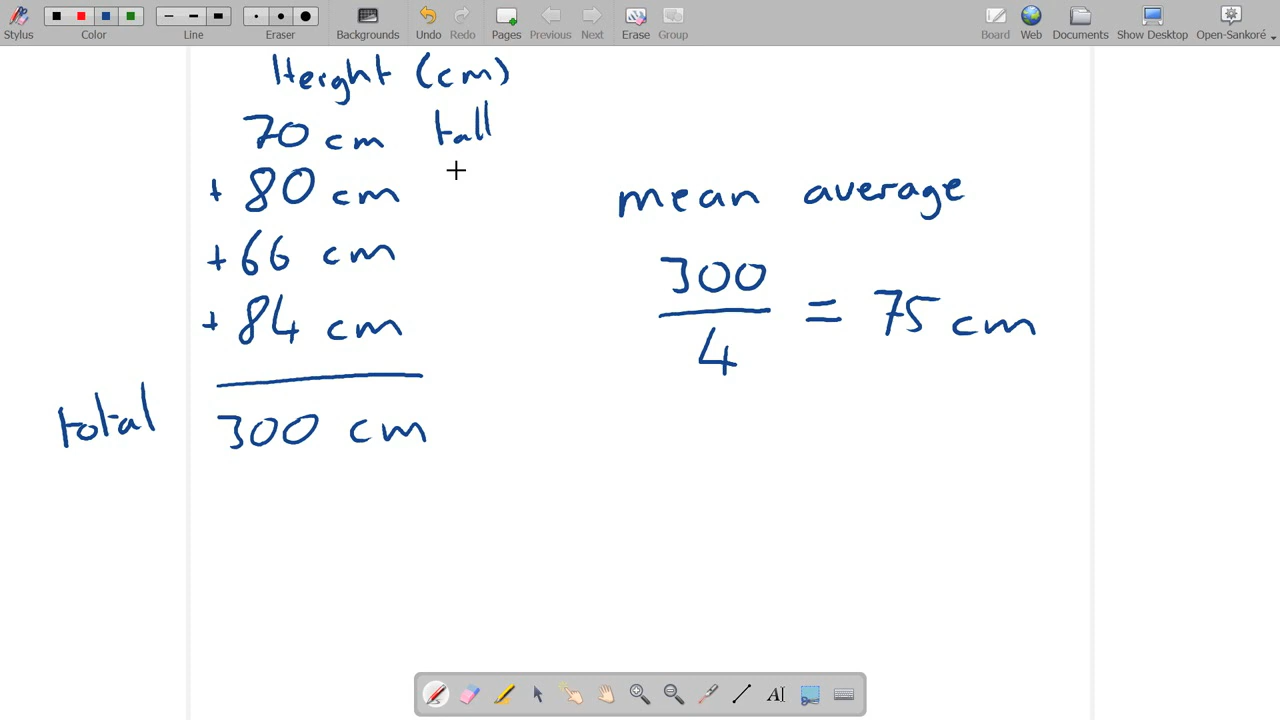 Stylus
Color
Line
Eraser
Backgrounds
Undo
Redo
Pages
Previous
Next
Erase
Group
Board
Web
Documents
Show Desktop
Open-Sankoré
Height (cm)
70 cm tall
+ 80 cm
+ 66 cm
+ 84 cm
total 300 cm
mean average
300
4
= 75 cm
AI